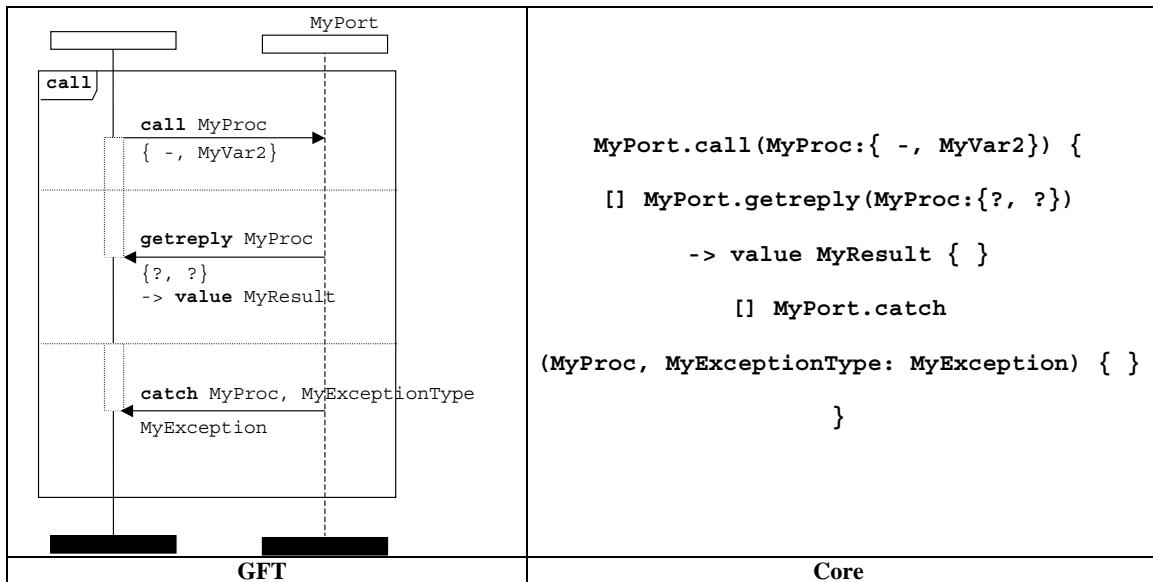 MyPort
call
call MyProc
{ -, MyVar2}
getreply MyProc
{?, ?}
-> value MyResult
catch MyProc, MyExceptionType
MyException
GFT
MyPort.call(MyProc:{ -, MyVar2}) {
[] MyPort.getreply(MyProc:{?, ?})
-> value MyResult { }
[] MyPort.catch
(MyProc, MyExceptionType: MyException) { }
}
Core